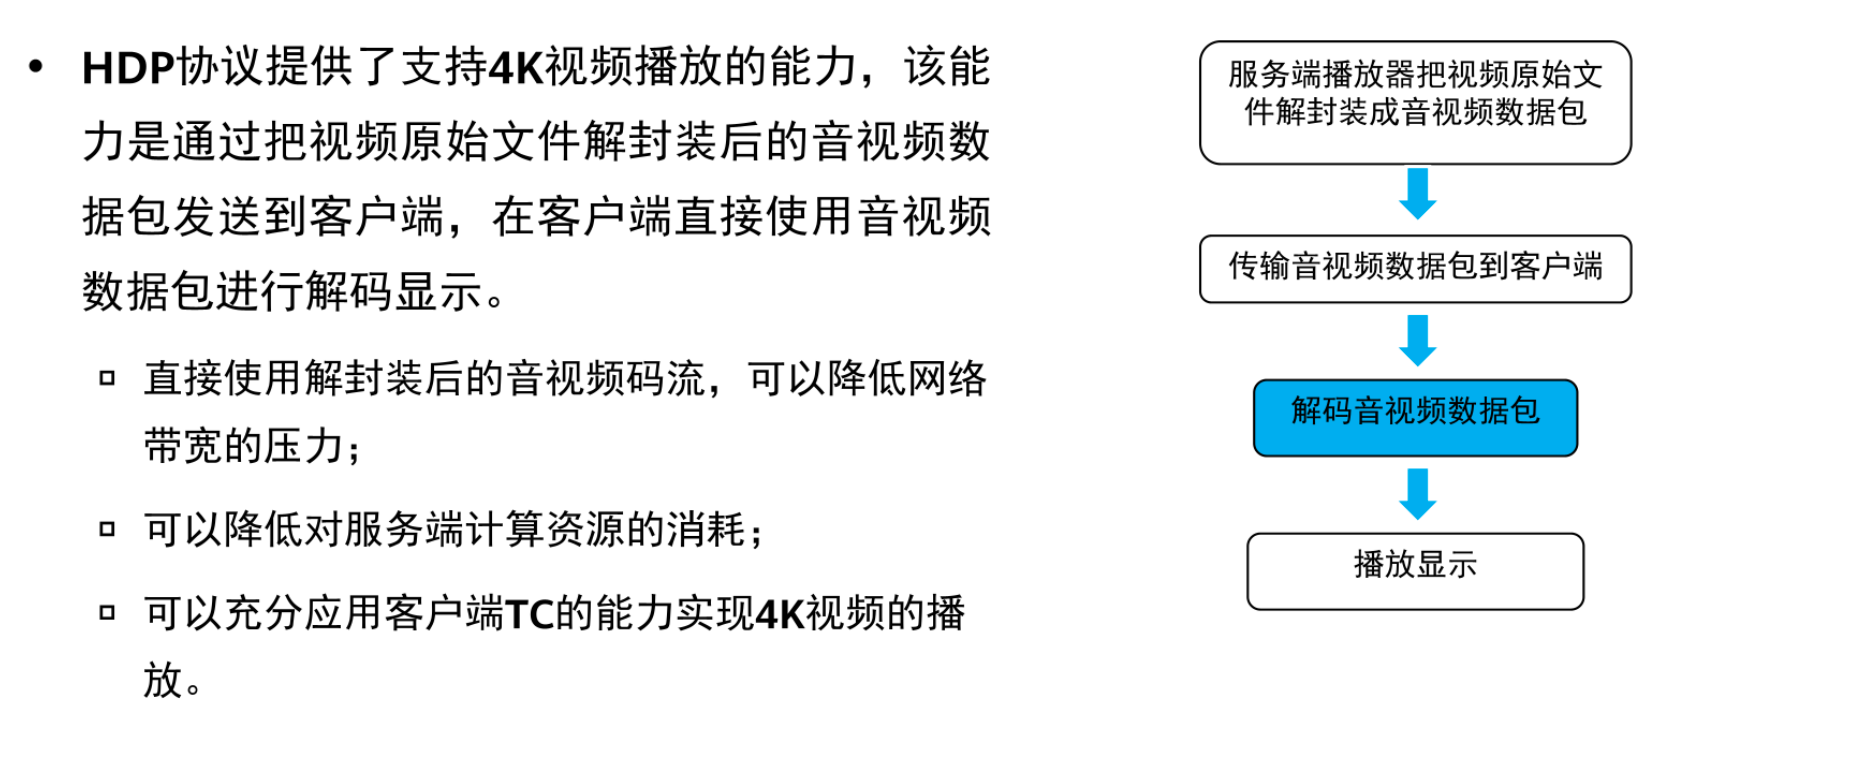 • HDP协议提供了支持4K视频播放的能力，该能
力是通过把视频原始文件解封装后的音视频数
据包发送到客户端，在客户端直接使用音视频
数据包进行解码显示。
▫ 直接使用解封装后的音视频码流，可以降低网络
带宽的压力；
▫ 可以降低对服务端计算资源的消耗；
▫ 可以充分应用客户端TC的能力实现4K视频的播
放。
服务端播放器把视频原始文
件解封装成音视频数据包
传输音视频数据包到客户端
解码音视频数据包
播放显示